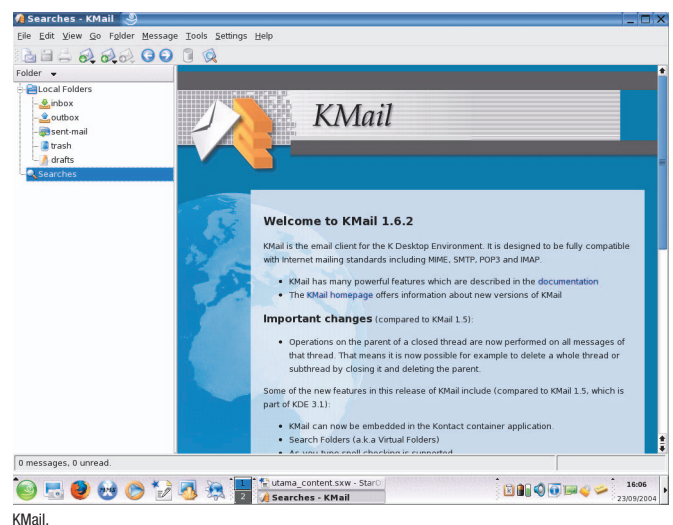 Searches - KMail
File Edit View Go Folder Message Tools Settings Help
Folder
Local Folders
inbox
outbox
sent-mail
trash
drafts
Searches
KMail
Welcome to KMail 1.6.2
KMail is the email client for the K Desktop Environment. It is designed to be fully compatible
with Internet mailing standards including MIME, SMTP, POP3 and IMAP.
• KMail has many powerful features which are described in the documentation
• The KMail homepage offers information about new versions of KMail
Important changes (compared to KMail 1.5):
• Operations on the parent of a closed thread are now performed on all messages of
that thread. That means it is now possible for example to delete a whole thread or
subthread by closing it and deleting the parent.
Some of the new features in this release of KMail include (compared to KMail 1.5, which is
part of KDE 3.1):
• KMail can now be embedded in the Kontact container application.
• Search Folders (a.k.a Virtual Folders)
• As you type spell checking is supported
0 messages, 0 unread.
1
2
utama_content.sxw - StarO
Searches - KMail
16:06
23/09/2004
KMail.